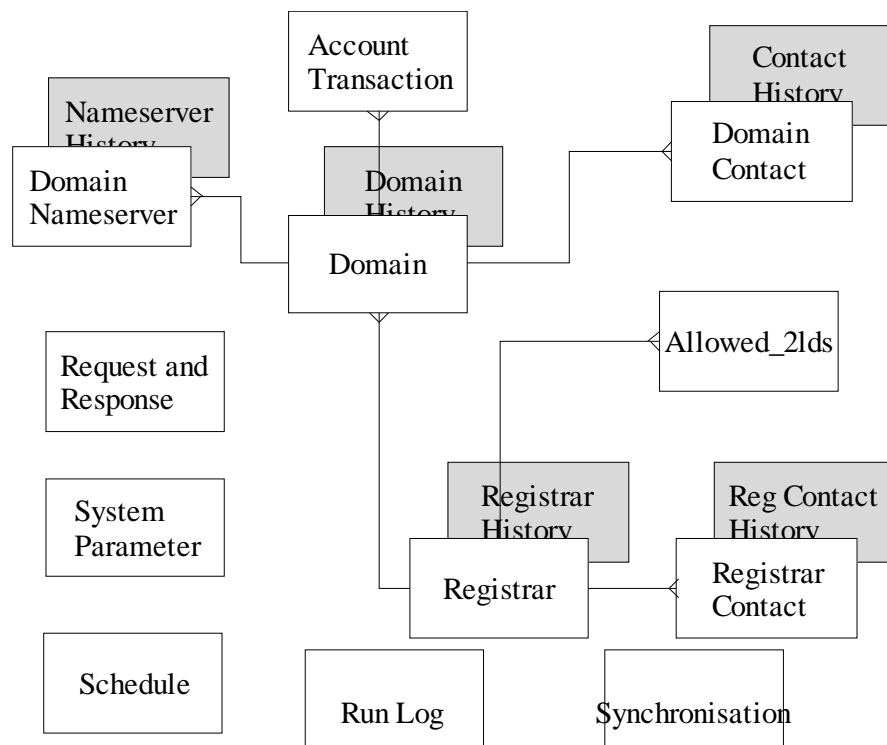 Account
Transaction
Contact
History
Nameserver
History
Domain
Contact
Domain
Nameserver
Domain
History
Domain
Allowed_2lds
Request and
Response
Registrar
History
Reg Contact
History
System
Parameter
Registrar
Registrar
Contact
Schedule
Run Log
Synchronisation